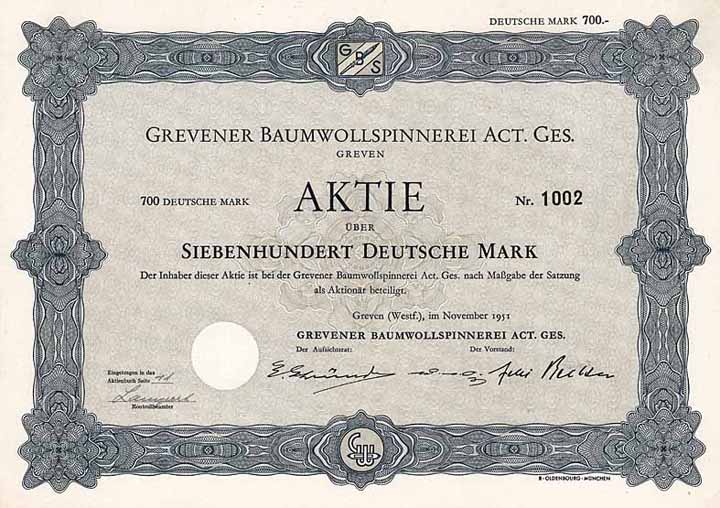 DEUTSCHE MARK 700.-
G B S
GREVENER BAUMWOLLSPINNEREI ACT. GES.
GREVEN
700 DEUTSCHE MARK AKTIE Nr. 1002
ÜBER
SIEBENHUNDERT DEUTSCHE MARK
Der Inhaber dieser Aktie ist bei der Grevener Baumwollspinnerei Act. Ges. nach Maßgabe der Satzung
als Aktionär beteiligt.
Greven (Westf.), im November 1951
GREVENER BAUMWOLLSPINNEREI ACT. GES.
Der Aufsichtsrat: Der Vorstand:
Eingetragen in das
Aktienbuch Seite
Kontrollbeamter
R·OLDENBOURG·MÜNCHEN